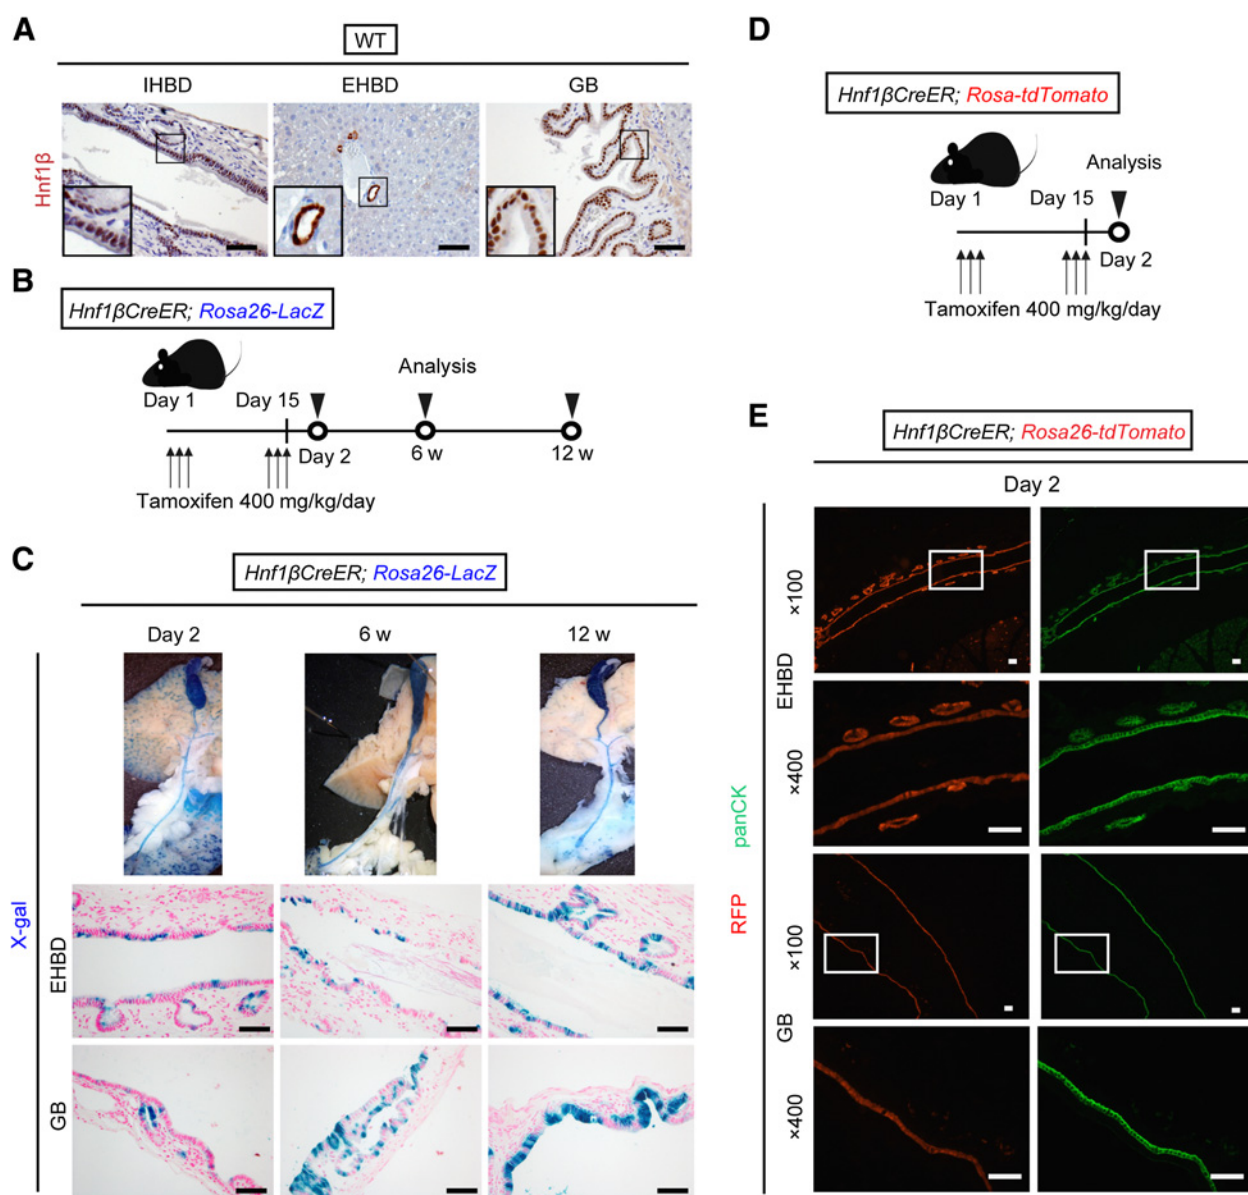 A
WT
IHBD EHBD GB
Hnf1β
B
Hnf1βCreER; Rosa26-LacZ
Analysis
Day 1 Day 15
Day 2 6 w 12 w
Tamoxifen 400 mg/kg/day
C
Hnf1βCreER; Rosa26-LacZ
Day 2 6 w 12 w
X-gal
EHBD
GB
D
Hnf1βCreER; Rosa-tdTomato
Analysis
Day 1 Day 15
Day 2
Tamoxifen 400 mg/kg/day
E
Hnf1βCreER; Rosa26-tdTomato
Day 2
RFP panCK
EHBD
×100
×400
GB
×100
×400